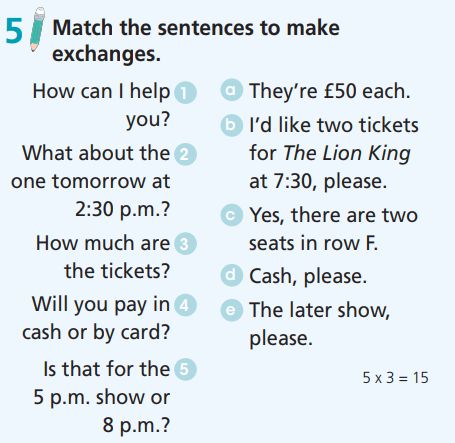 5 Match the sentences to make
exchanges.
How can I help 1
you?
What about the 2
one tomorrow at
2:30 p.m.?
How much are 3
the tickets?
Will you pay in 4
cash or by card?
Is that for the 5
5 p.m. show or
8 p.m.?
a They're £50 each.
b I'd like two tickets
for The Lion King
at 7:30, please.
c Yes, there are two
seats in row F.
d Cash, please.
e The later show,
please.
5 x 3 = 15